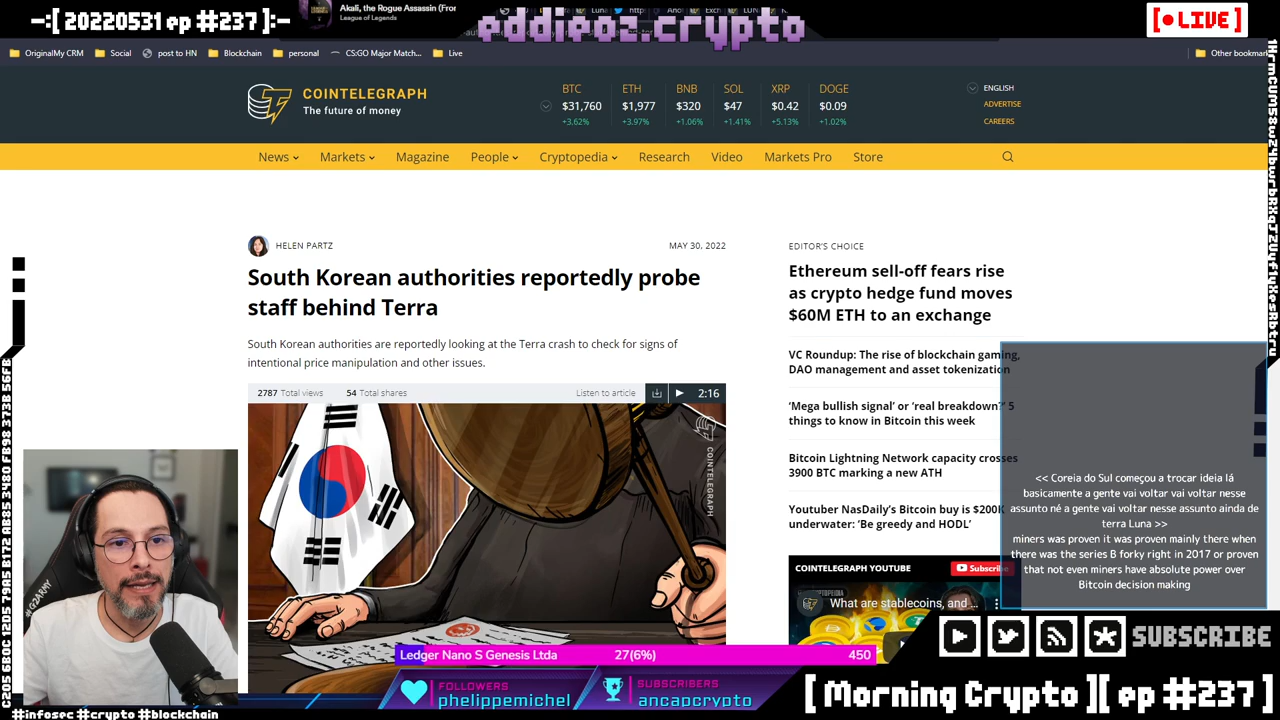 —:[ 20220531 ep #237 ]:—
Akali, the Rogue Assassin (Fro
League of Legends
eddieoz.crypto
[ ● LIVE ]
OriginalMy CRM
Social
post to HN
Blockchain
personal
CS:GO Major Match...
Live
Other bookmar
COINTELEGRAPH
The future of money
BTC ETH BNB SOL XRP DOGE
$31,760 $1,977 $320 $47 $0.42 $0.09
+3.62% +3.97% +1.06% +1.41% +5.13% +1.02%
ENGLISH
ADVERTISE
CAREERS
News Markets Magazine People Cryptopedia Research Video Markets Pro Store
HELEN PARTZ
MAY 30, 2022
South Korean authorities reportedly probe
staff behind Terra
South Korean authorities are reportedly looking at the Terra crash to check for signs of
intentional price manipulation and other issues.
2787 Total views 54 Total shares
Listen to article
2:16
COINTELEGRAPH
EDITOR'S CHOICE
Ethereum sell-off fears rise
as crypto hedge fund moves
$60M ETH to an exchange
VC Roundup: The rise of blockchain gaming,
DAO management and asset tokenization
'Mega bullish signal' or 'real breakdown?' 5
things to know in Bitcoin this week
Bitcoin Lightning Network capacity crosses
3900 BTC marking a new ATH
Youtuber NasDaily's Bitcoin buy is $200K
underwater: 'Be greedy and HODL'
COINTELEGRAPH YOUTUBE
Subscribe
What are stablecoins, and ...
<< Coreia do Sul começou a trocar ideia lá
basicamente a gente vai voltar vai voltar nesse
assunto né a gente vai voltar nesse assunto ainda de
terra Luna >>
miners was proven it was proven mainly there when
there was the series B forky right in 2017 or proven
that not even miners have absolute power over
Bitcoin decision making
SUBSCRIBE
Ledger Nano S Genesis Ltda 27(6%) 450
FOLLOWERS
phelippemichel
SUBSCRIBERS
ancapcrypto
[ Morning Crypto ][ ep #237 ]
#infosec #crypto #blockchain